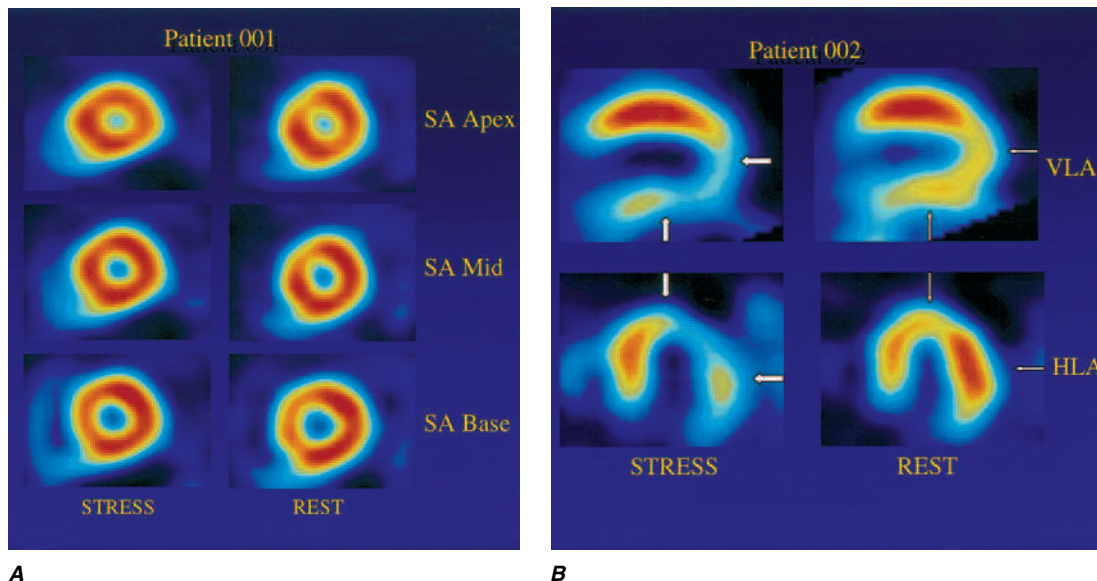 Patient 001
SA Apex
SA Mid
SA Base
STRESS REST
A
Patient 002
VLA
HLA
STRESS REST
B